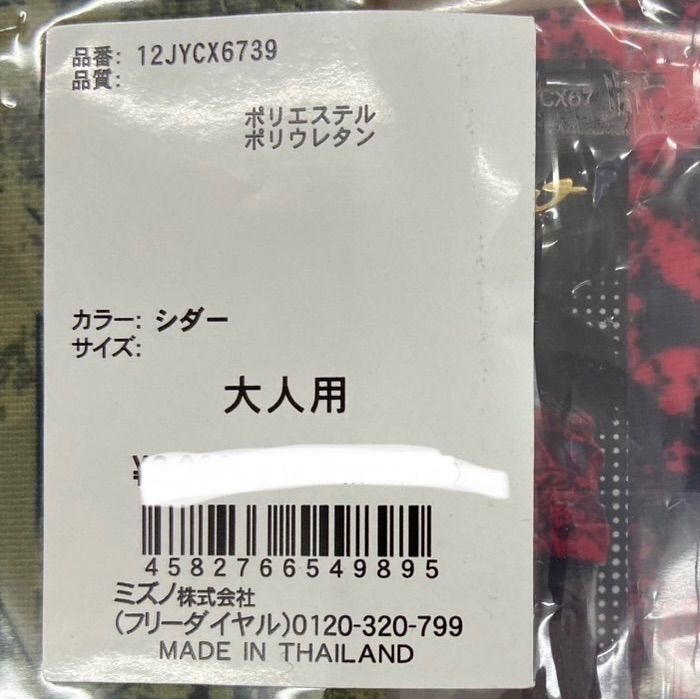 品番: 12JYCX6739
品質:
ポリエステル
ポリウレタン
カラー: シダー
サイズ:
大人用
4582766549895
ミズノ株式会社
(フリーダイヤル)0120-320-799
MADE IN THAILAND
CX67